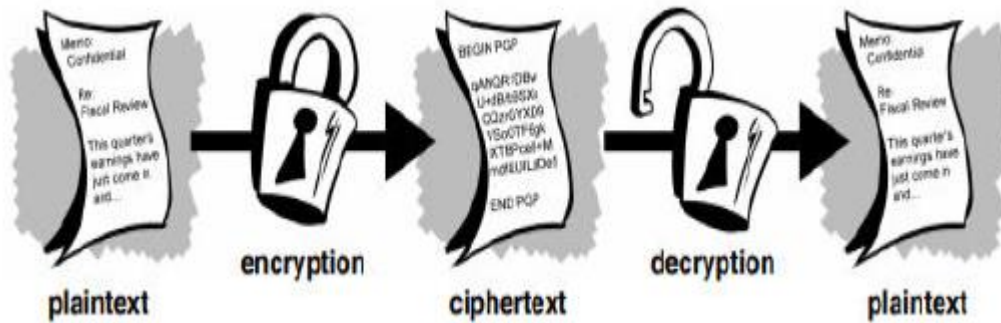 Memo:
Confidential
Re:
Fiscal Review
This quarter's
earnings have
just come in
and...
BEGIN PGP
END PGP
Memo:
Confidential
Re:
Fiscal Review
This quarter's
earnings have
just come in
and...
encryption
decryption
plaintext
ciphertext
plaintext